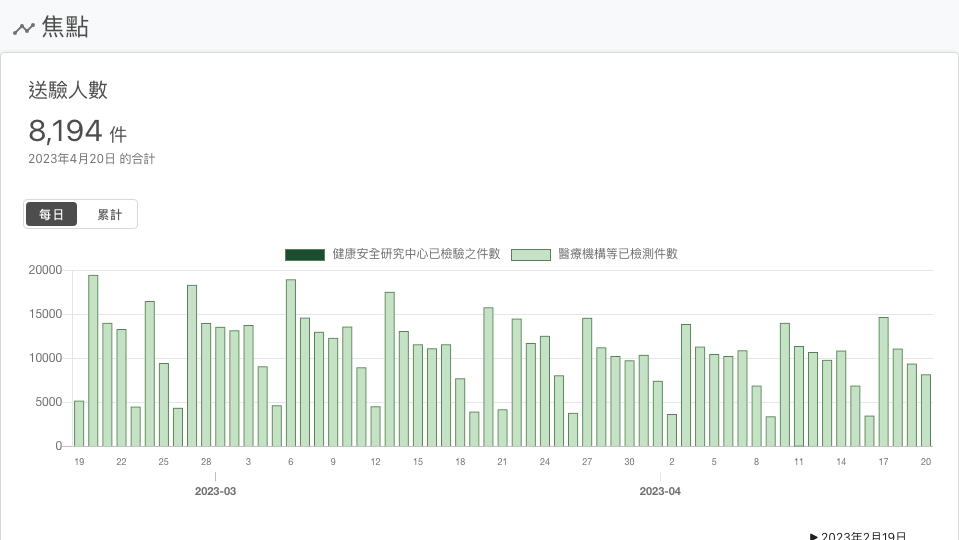 焦點
送驗人數
8,194 件
2023年4月20日 的合計
每日 累計
健康安全研究中心已檢驗之件數 醫療機構等已檢測件數
20000
15000
10000
5000
0
19 22 25 28 3 6 9 12 15 18 21 24 27 30 2 5 8 11 14 17 20
2023-03 2023-04
▶ 2023年2月19日